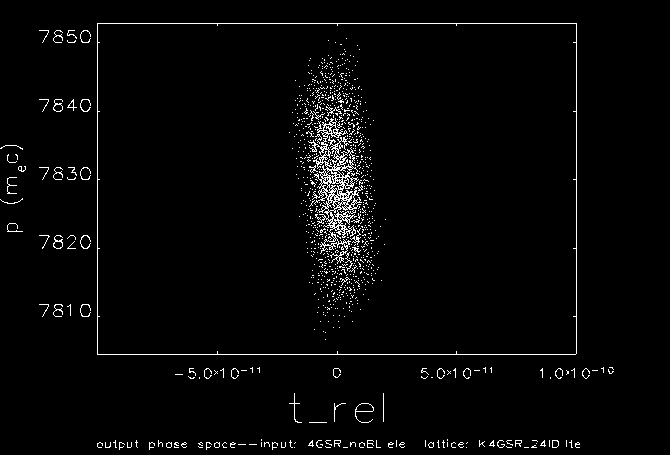 7850
7840
7830
7820
7810
p (mₑc)
−5.0×10⁻¹¹ 0 5.0×10⁻¹¹ 1.0×10⁻¹⁰
t_rel
output phase space--input: 4GSR_noBL ele lattice: K4GSR_24ID lte